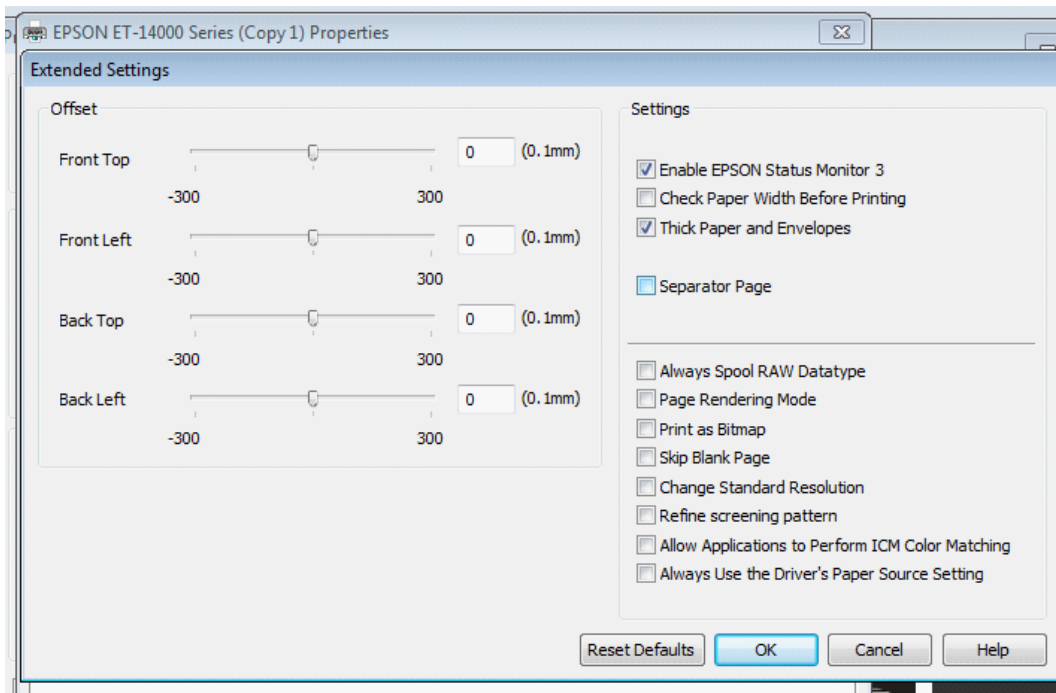 EPSON ET-14000 Series (Copy 1) Properties
Extended Settings
Offset
Front Top
0
(0.1mm)
-300
300
Front Left
0
(0.1mm)
-300
300
Back Top
0
(0.1mm)
-300
300
Back Left
0
(0.1mm)
-300
300
Settings
Enable EPSON Status Monitor 3
Check Paper Width Before Printing
Thick Paper and Envelopes
Separator Page
Always Spool RAW Datatype
Page Rendering Mode
Print as Bitmap
Skip Blank Page
Change Standard Resolution
Refine screening pattern
Allow Applications to Perform ICM Color Matching
Always Use the Driver's Paper Source Setting
Reset Defaults
OK
Cancel
Help